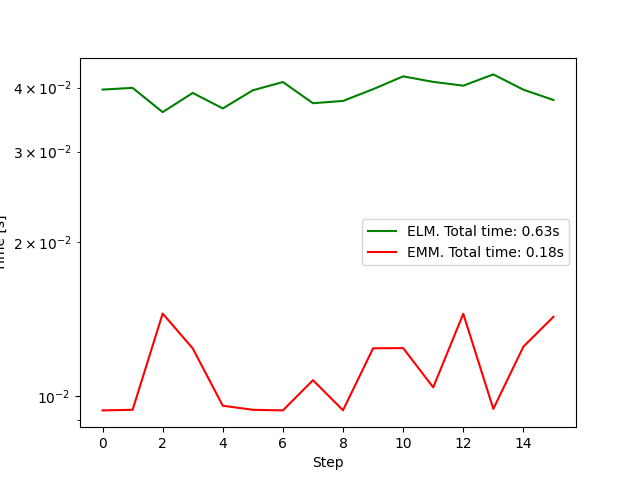 4 × 10⁻²
3 × 10⁻²
2 × 10⁻²
10⁻²
ELM. Total time: 0.63s
EMM. Total time: 0.18s
0 2 4 6 8 10 12 14
Step